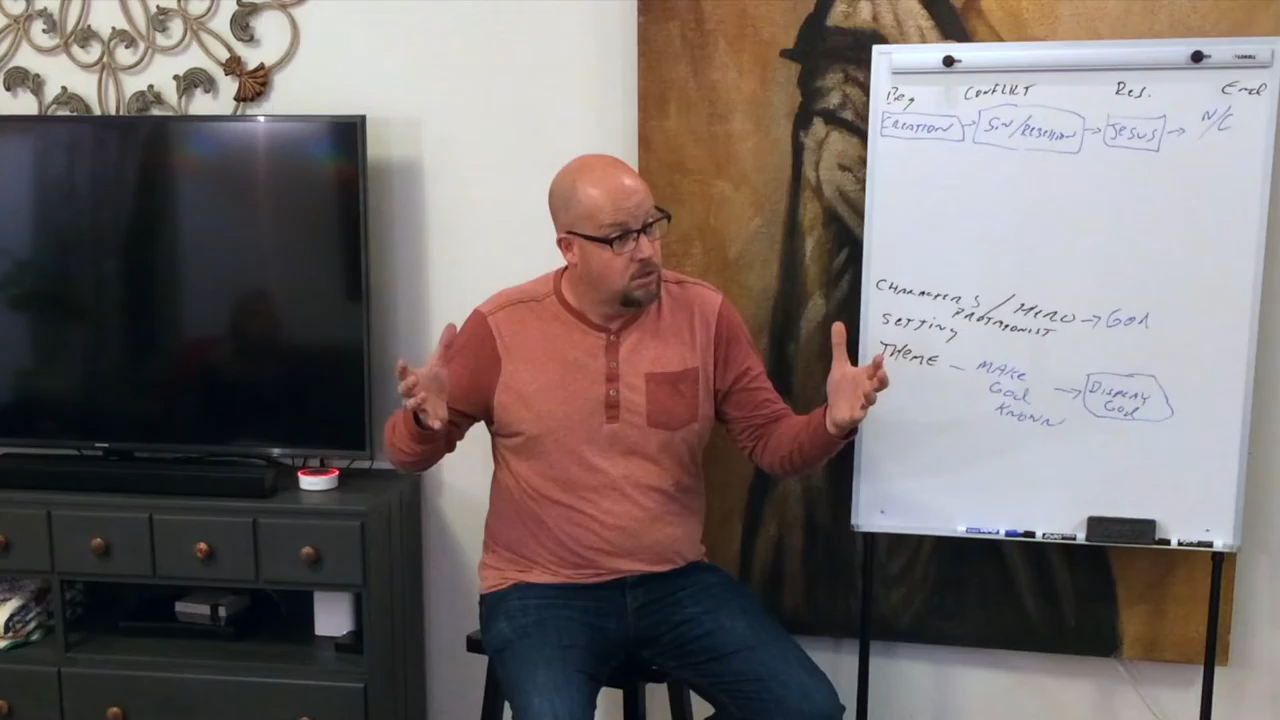 Beg CONFLICT Res. End
CREATION → SIN/REBELLION → JESUS → N/C
CHARACTERS / HERO → GOD
PROTAGONIST
SETTING
THEME - MAKE GOD KNOWN → DISPLAY GOD